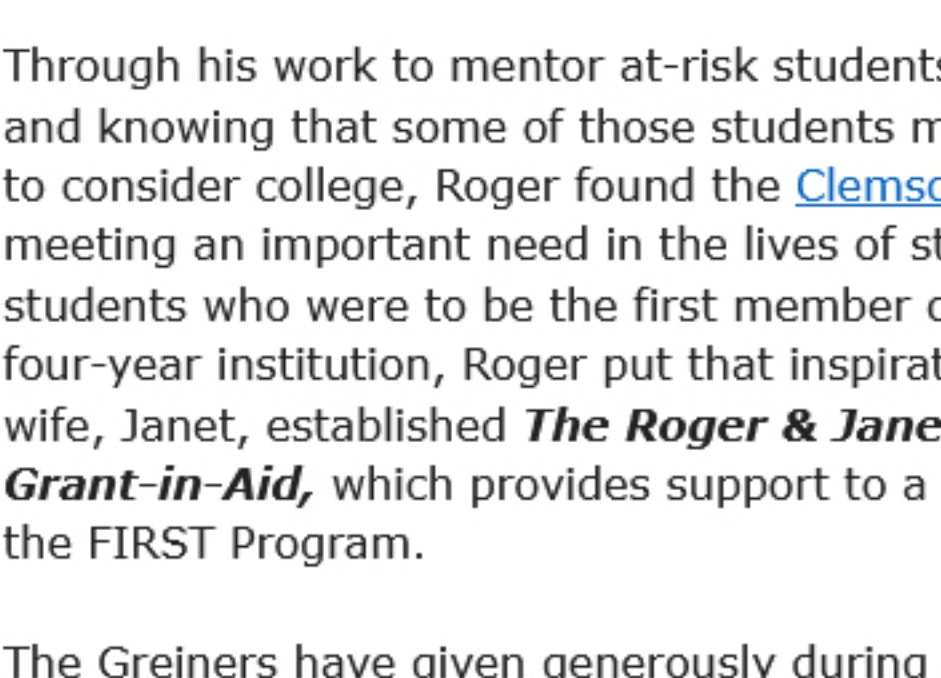 Through his work to mentor at-risk students
and knowing that some of those students m
to consider college, Roger found the Clemso
meeting an important need in the lives of st
students who were to be the first member o
four-year institution, Roger put that inspirat
wife, Janet, established The Roger & Jane
Grant-in-Aid, which provides support to a
the FIRST Program.
The Greiners have given generously during